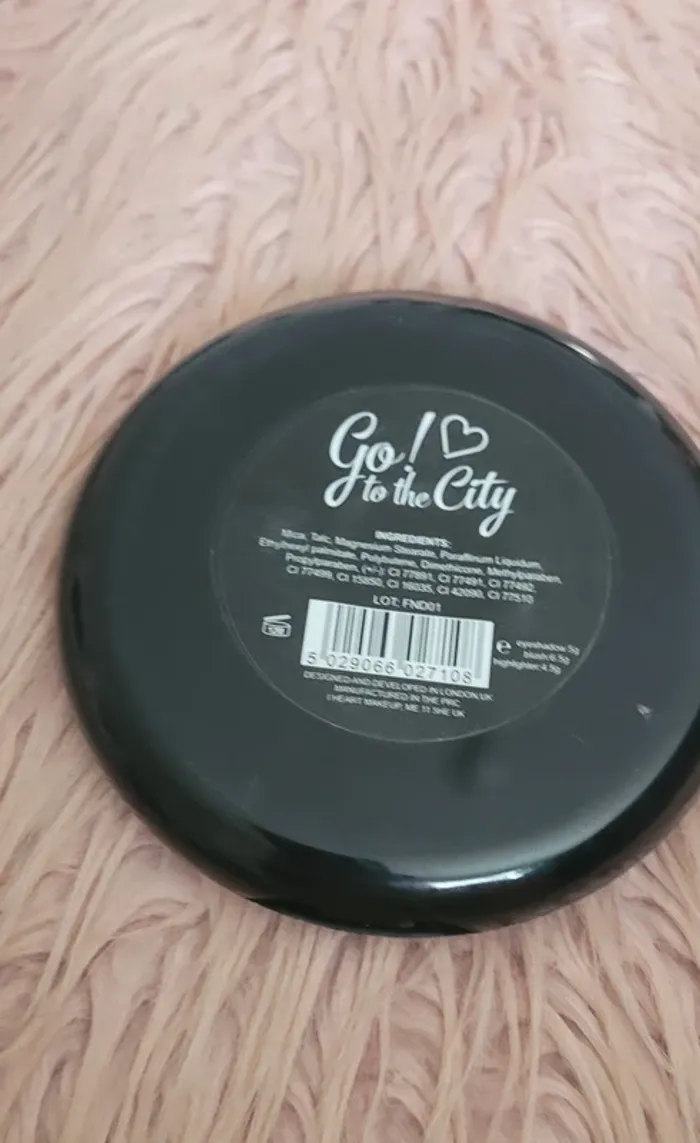 Go!
to the City
INGREDIENTS:
Mica, Talc, Magnesium Stearate, Paraffinum Liquidum,
Ethylhexyl palmitate, Polybutene, Dimethicone, Methylparaben,
Propylparaben, (+/-): CI 77891, CI 77491, CI 77492,
CI 77499, CI 15850, CI 16035, CI 42090, CI 77510
LOT: FND01
5 029066 027108
e
eyeshadow:5g
blush:6.5g
highlighter:4.5g
DESIGNED AND DEVELOPED IN LONDON UK
MANUFACTURED IN THE PRC
I HEART MAKEUP, ME 11 5HE UK